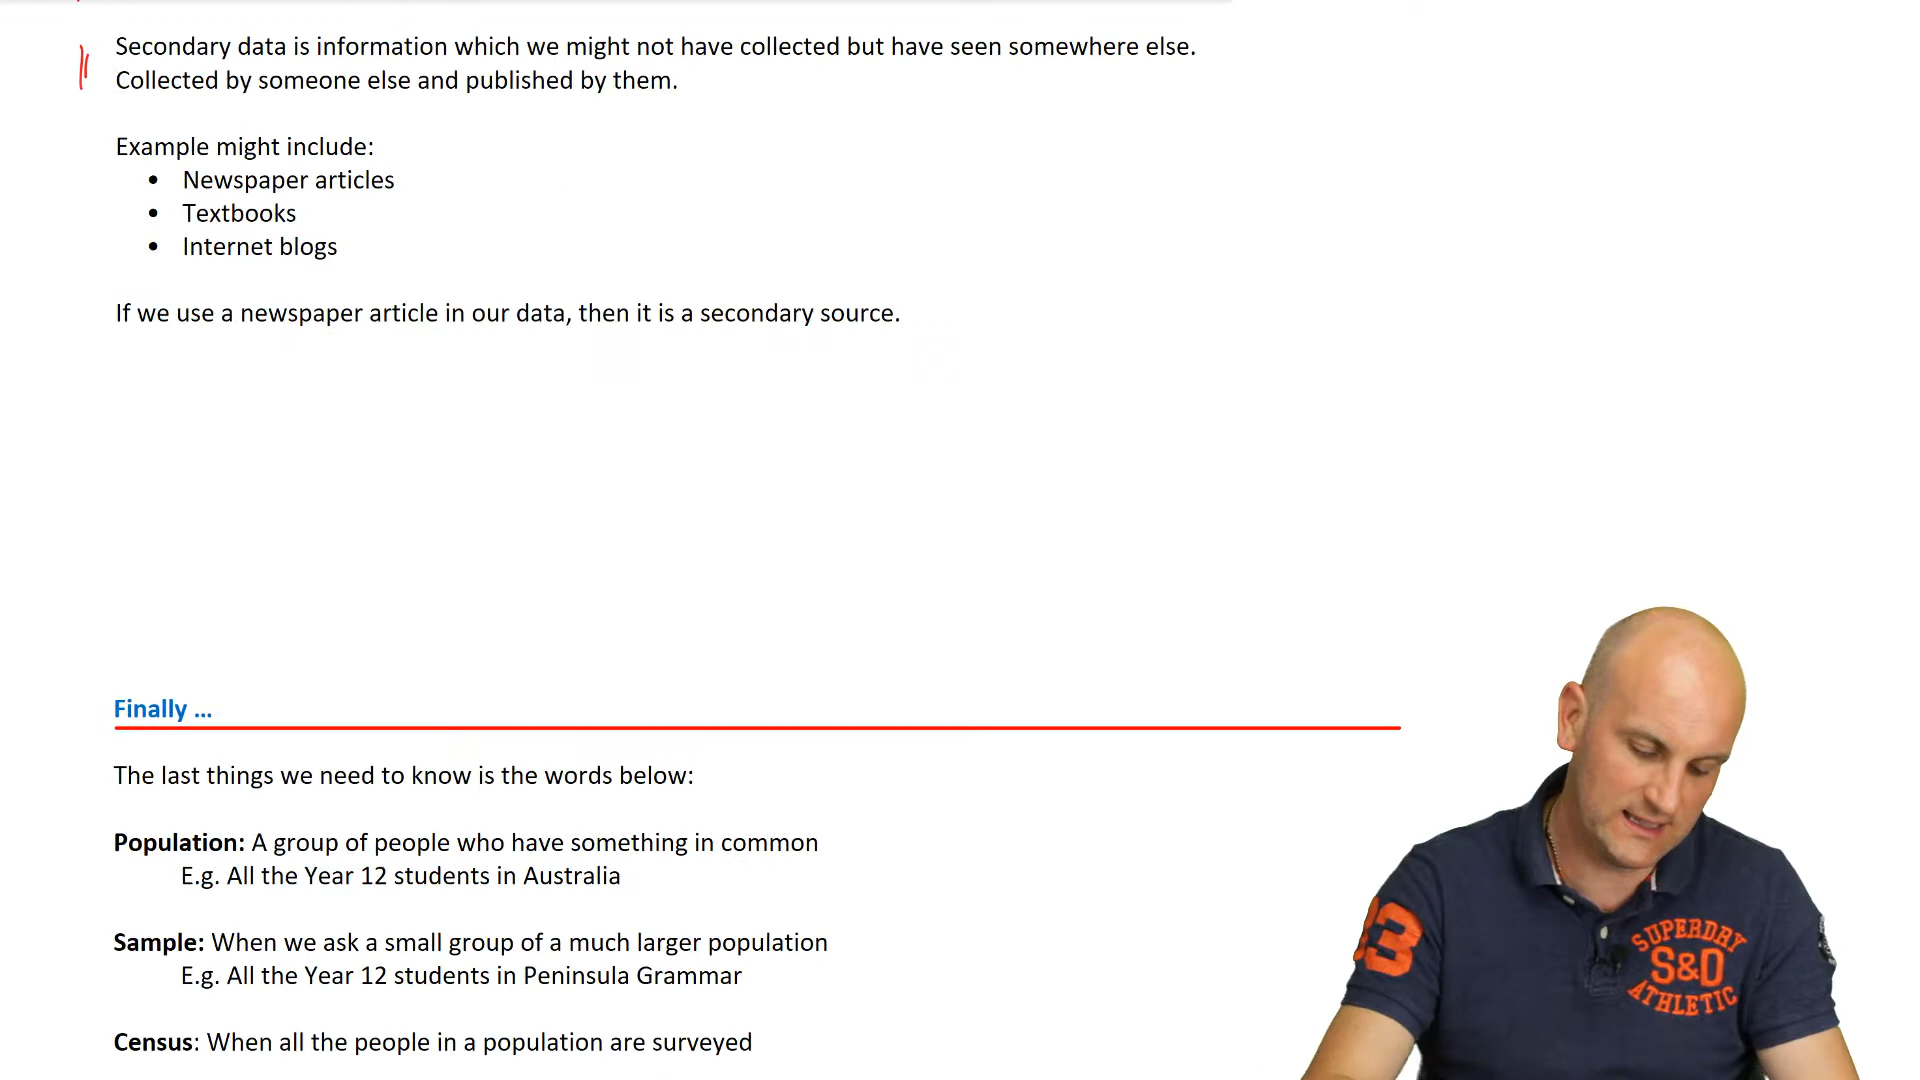 Secondary data is information which we might not have collected but have seen somewhere else.
Collected by someone else and published by them.
Example might include:
• Newspaper articles
• Textbooks
• Internet blogs
If we use a newspaper article in our data, then it is a secondary source.
Finally ...
The last things we need to know is the words below:
Population: A group of people who have something in common
E.g. All the Year 12 students in Australia
Sample: When we ask a small group of a much larger population
E.g. All the Year 12 students in Peninsula Grammar
Census: When all the people in a population are surveyed
SUPERDRY
S&D
ATHLETIC